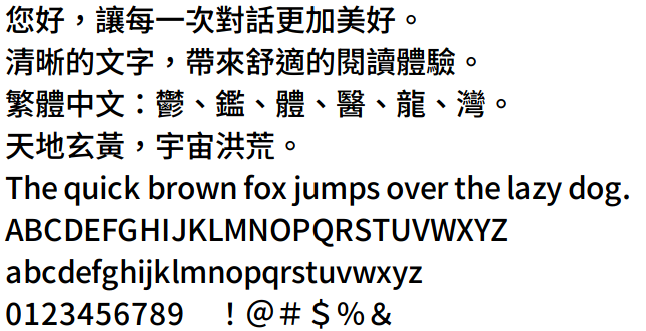 您好，讓每一次對話更加美好。
清晰的文字，帶來舒適的閱讀體驗。
繁體中文：鬱、鑑、體、醫、龍、灣。
天地玄黃，宇宙洪荒。
The quick brown fox jumps over the lazy dog.
ABCDEFGHIJKLMNOPQRSTUVWXYZ
abcdefghijklmnopqrstuvwxyz
0123456789　！＠＃＄％＆